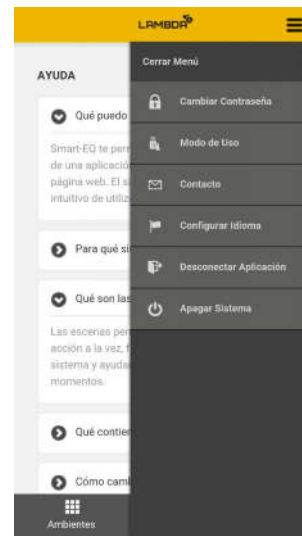 LAMBDA
AYUDA
Qué puedo
Smart-EQ te perm
de una aplicació
página web. El s
intuitivo de utiliz
Para qué si
Qué son las
Las escenas per
acción a la vez, f
sistema y ayuda
momentos.
Qué contie
Cómo cam
Ambientes
Cerrar Menú
Cambiar Contraseña
Modo de Uso
Contacto
Configurar Idioma
Desconectar Aplicación
Apagar Sistema